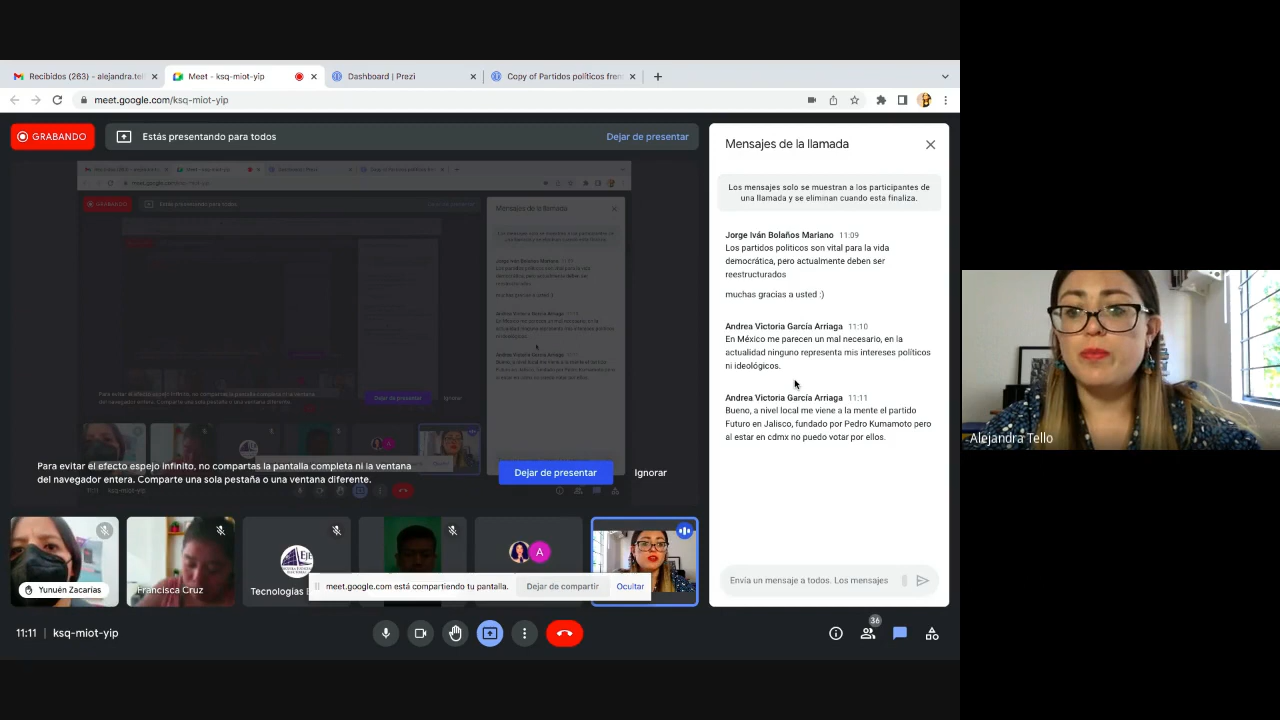 Recibidos (263) - alejandra.tel
Meet - ksq-miot-yip
Dashboard | Prezi
Copy of Partidos políticos fren
meet.google.com/ksq-miot-yip
GRABANDO
Estás presentando para todos
Dejar de presentar
Mensajes de la llamada
Los mensajes solo se muestran a los participantes de
una llamada y se eliminan cuando esta finaliza.
Jorge Iván Bolaños Mariano 11:09
Los partidos politicos son vital para la vida
democrática, pero actualmente deben ser
reestructurados
muchas gracias a usted :)
Andrea Victoria García Arriaga 11:10
En México me parecen un mal necesario, en la
actualidad ninguno representa mis intereses políticos
ni ideológicos.
Andrea Victoria García Arriaga 11:11
Bueno, a nivel local me viene a la mente el partido
Futuro en Jalisco, fundado por Pedro Kumamoto pero
al estar en cdmx no puedo votar por ellos.
Envía un mensaje a todos. Los mensajes
Para evitar el efecto espejo infinito, no compartas la pantalla completa ni la ventana
del navegador entera. Comparte una sola pestaña o una ventana diferente.
Dejar de presentar
Ignorar
Yunuén Zacarías
Francisca Cruz
EJE
Tecnologías
A
meet.google.com está compartiendo tu pantalla.
Dejar de compartir
Ocultar
11:11 | ksq-miot-yip
36
Alejandra Tello